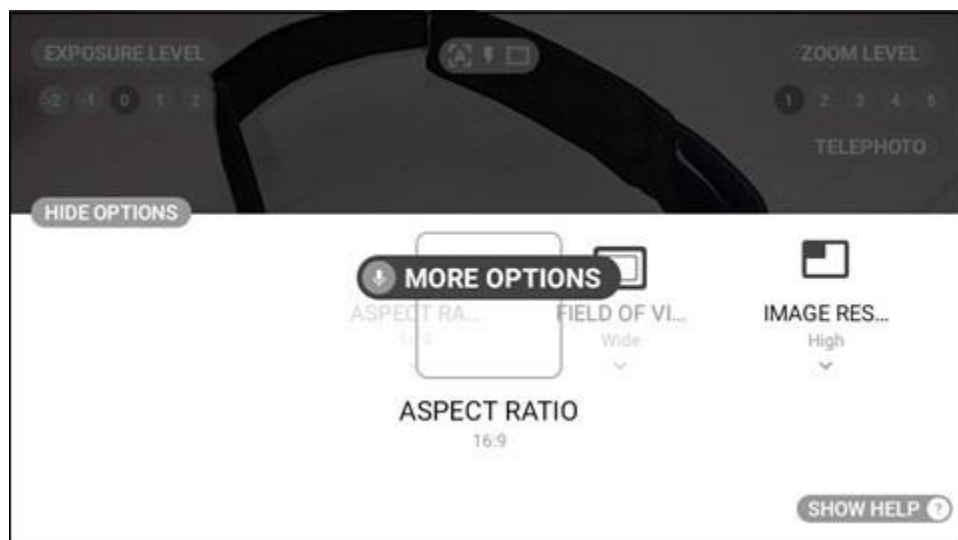 EXPOSURE LEVEL
ZOOM LEVEL
-2 -1 0 1 2
1 2 3 4 5
TELEPHOTO
HIDE OPTIONS
MORE OPTIONS
ASPECT RA...
FIELD OF VI...
IMAGE RES...
16:9
Wide
High
ASPECT RATIO
16:9
SHOW HELP ?